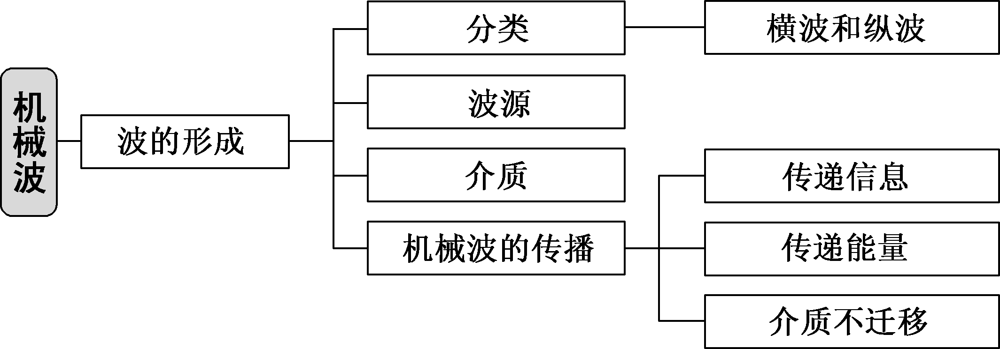 机械波
波的形成
分类
横波和纵波
波源
介质
机械波的传播
传递信息
传递能量
介质不迁移